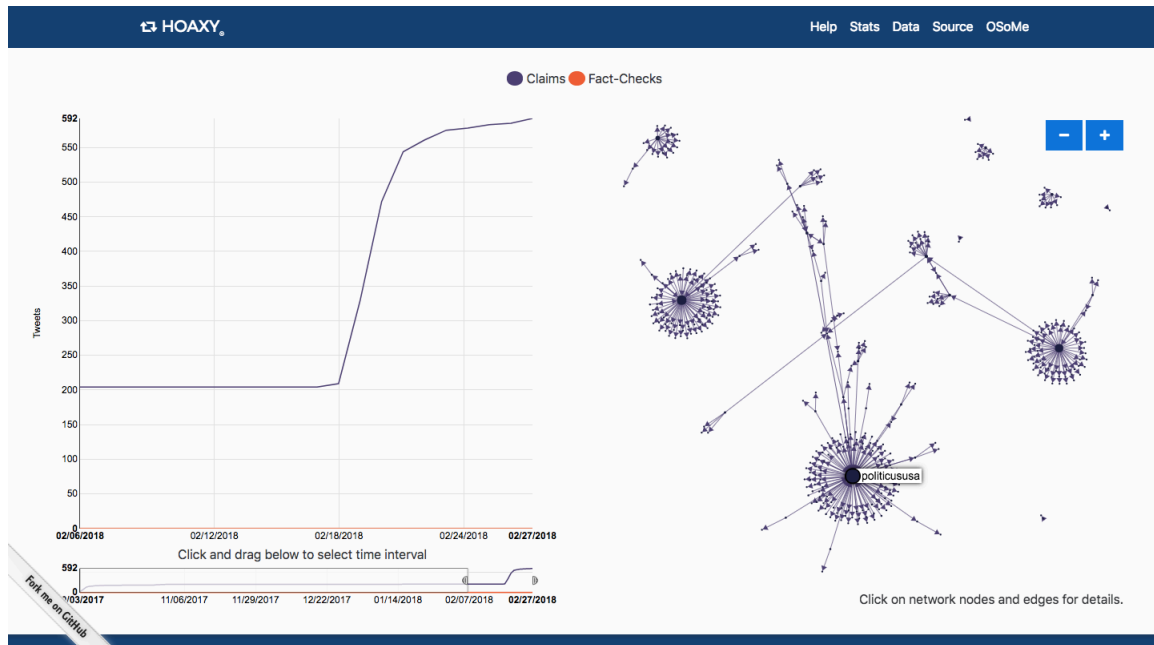 HOAXY®
Help Stats Data Source OSoMe
Claims Fact-Checks
592
550
500
450
400
350
300
250
200
150
100
50
0
Tweets
02/06/2018 02/12/2018 02/18/2018 02/24/2018 02/27/2018
Click and drag below to select time interval
592
0
/03/2017 11/06/2017 11/29/2017 12/22/2017 01/14/2018 02/07/2018 02/27/2018
Fork me on GitHub
− +
politicususa
Click on network nodes and edges for details.